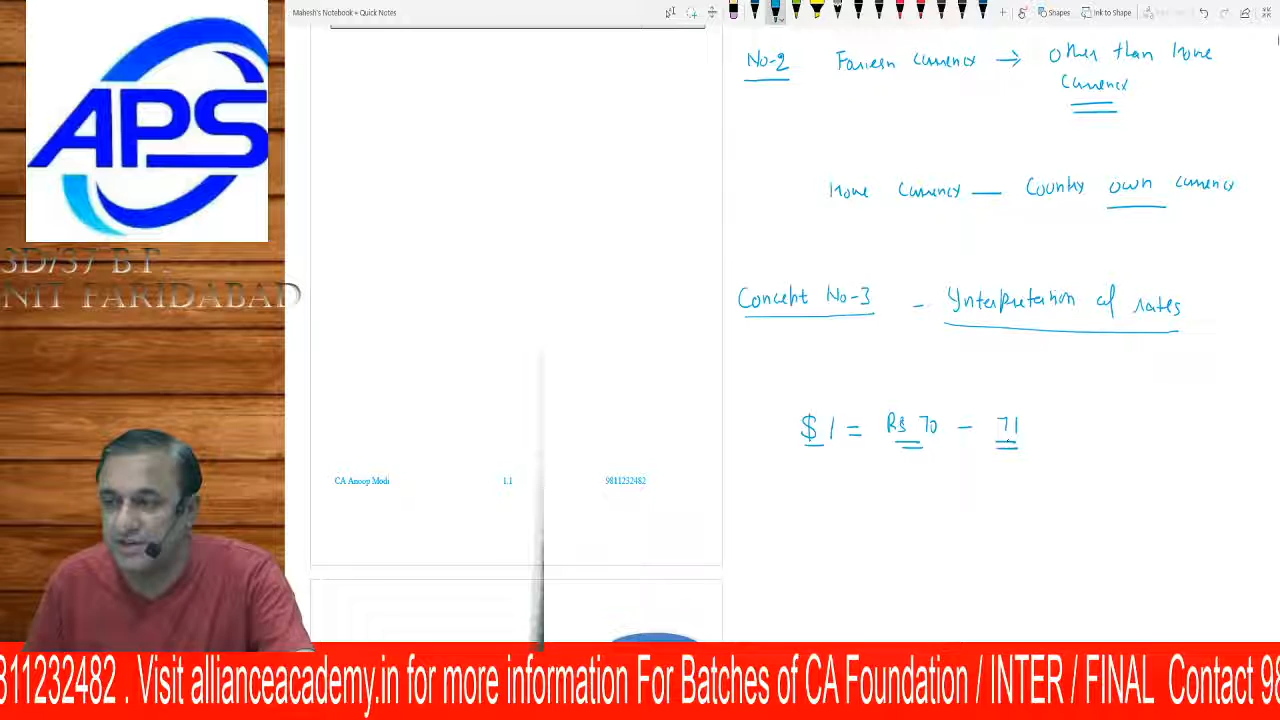 Mahesh's Notebook • Quick Notes
Shapes
Ink to Shape
APS
3D/37 B.P.
NIT FARIDABAD
No-2 Foriegn currency → other than Home
Currency
Home Currency — Country own currency
Concept No-3 - Interpretation of rates
$ 1 = Rs 70 - 71
CA Anoop Modi 1.1 9811232482
9811232482 . Visit allianceacademy.in for more information For Batches of CA Foundation / INTER / FINAL Contact 98